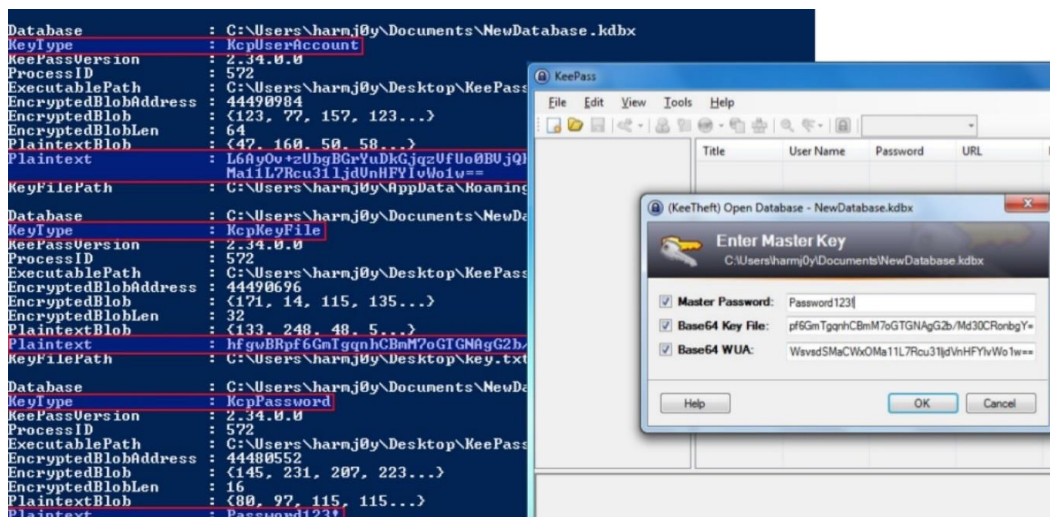 Database : C:\Users\harmj0y\Documents\NewDatabase.kdbx
KeyType : KcpUserAccount
KeePassVersion : 2.34.0.0
ProcessID : 572
ExecutablePath : C:\Users\harmj0y\Desktop\KeePass
EncryptedBlobAddress : 44490984
EncryptedBlob : {123, 77, 157, 123...}
EncryptedBlobLen : 64
PlaintextBlob : {47, 160, 50, 58...}
Plaintext :
KeyFilePath : C:\Users\harmj0y\AppData\Roaming
Database : C:\Users\harmj0y\Documents\NewDa
KeyType : KcpKeyFile
KeePassVersion : 2.34.0.0
ProcessID : 572
ExecutablePath : C:\Users\harmj0y\Desktop\KeePass
EncryptedBlobAddress : 44490696
EncryptedBlob : {171, 14, 115, 135...}
EncryptedBlobLen : 32
PlaintextBlob : {133, 248, 48, 5...}
Plaintext : hfgwBRpf6GmTgqnhCBmM7oGTGNAgG2b/
KeyFilePath : C:\Users\harmj0y\Desktop\key.txt
Database : C:\Users\harmj0y\Documents\NewDa
KeyType : KcpPassword
KeePassVersion : 2.34.0.0
ProcessID : 572
ExecutablePath : C:\Users\harmj0y\Desktop\KeePass
EncryptedBlobAddress : 44480552
EncryptedBlob : {145, 231, 207, 223...}
EncryptedBlobLen : 16
PlaintextBlob : {80, 97, 115, 115...}
Plaintext : Password123!
KeePass
File Edit View Tools Help
Title User Name Password URL
(KeeTheft) Open Database - NewDatabase.kdbx
Enter Master Key
C:\Users\harmj0y\Documents\NewDatabase.kdbx
Master Password: Password123!
Base64 Key File: pf6GmTgqnhCBmM7oGTGNAgG2b/Md30CRonbgY=
Base64 WUA: WsvsdSMaCWxOMa11L7Rcu31ljdVnHFYIvWo1w==
Help OK Cancel